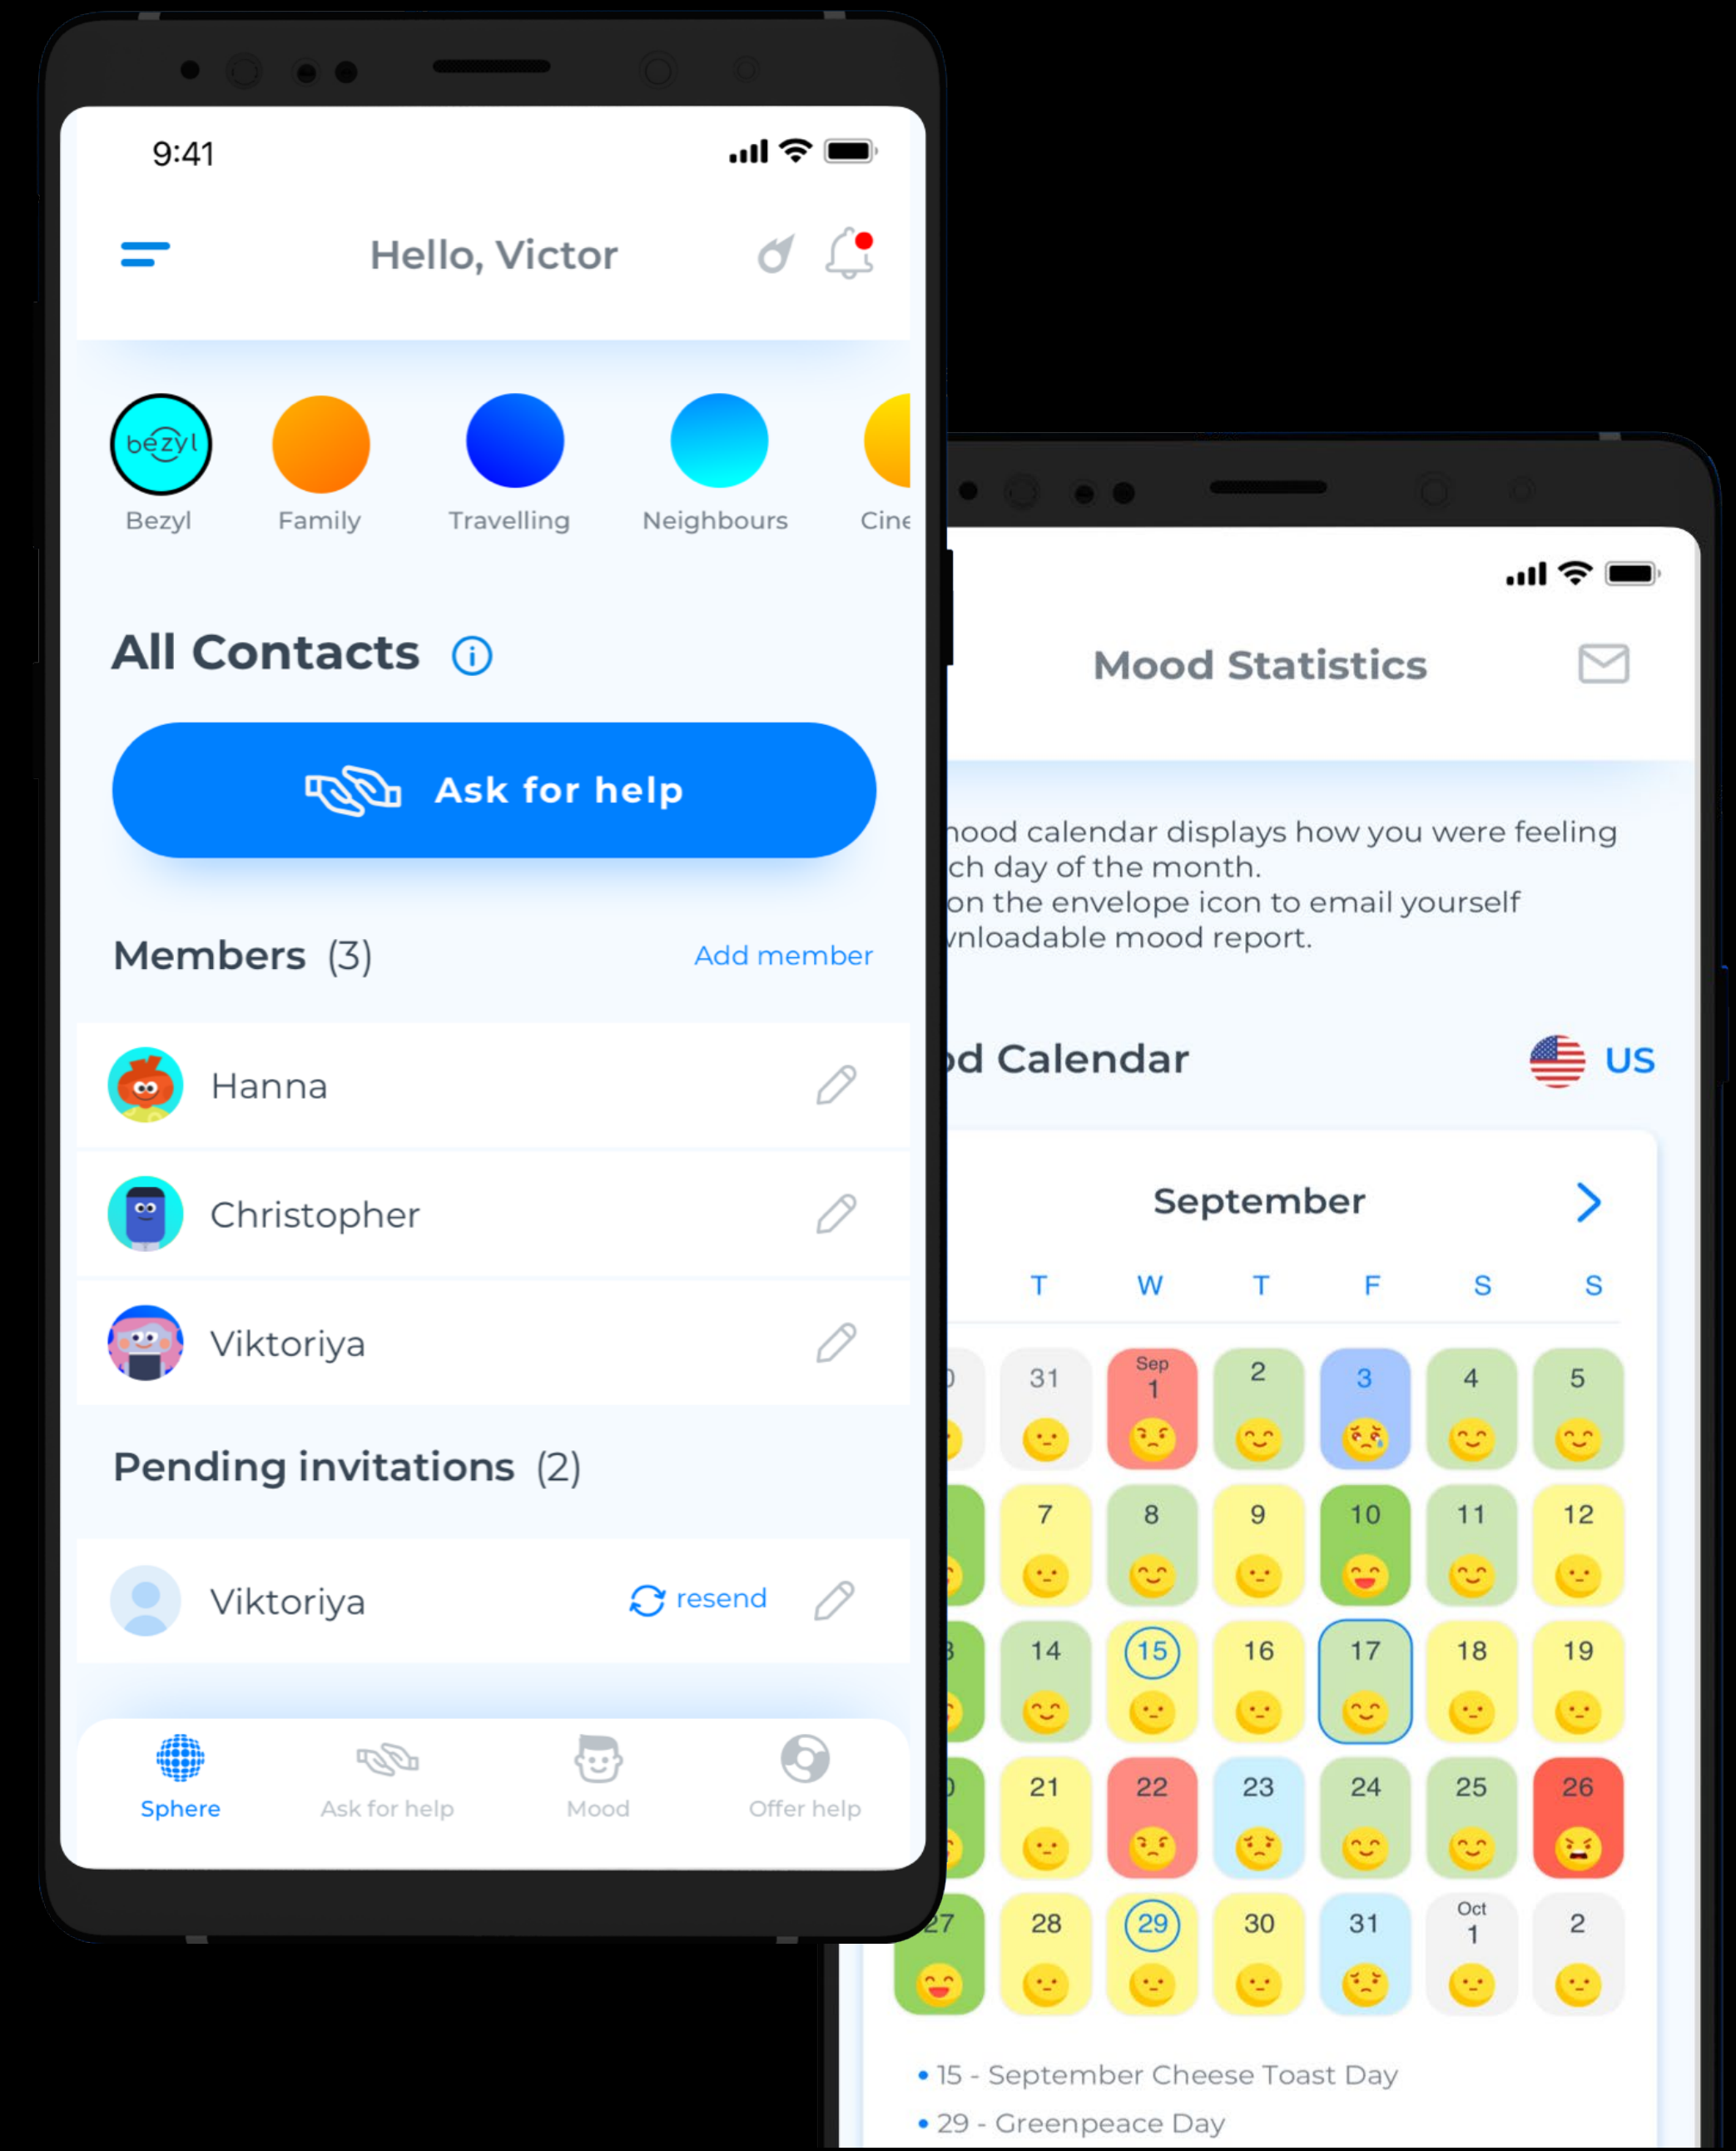 9:41
Hello, Victor
bezyl
Bezyl Family Travelling Neighbours Cine
All Contacts
Ask for help
Members (3) Add member
Hanna
Christopher
Viktoriya
Pending invitations (2)
Viktoriya resend
Sphere Ask for help Mood Offer help
Mood Statistics
calendar displays how you were feeling
day of the month.
on the envelope icon to email yourself
mood report.
Calendar US
September
T W T F S S
31 Sep 1 2 3 4 5
7 8 9 10 11 12
14 15 16 17 18 19
21 22 23 24 25 26
27 28 29 30 31 Oct 1 2
15 - September Cheese Toast Day
29 - Greenpeace Day